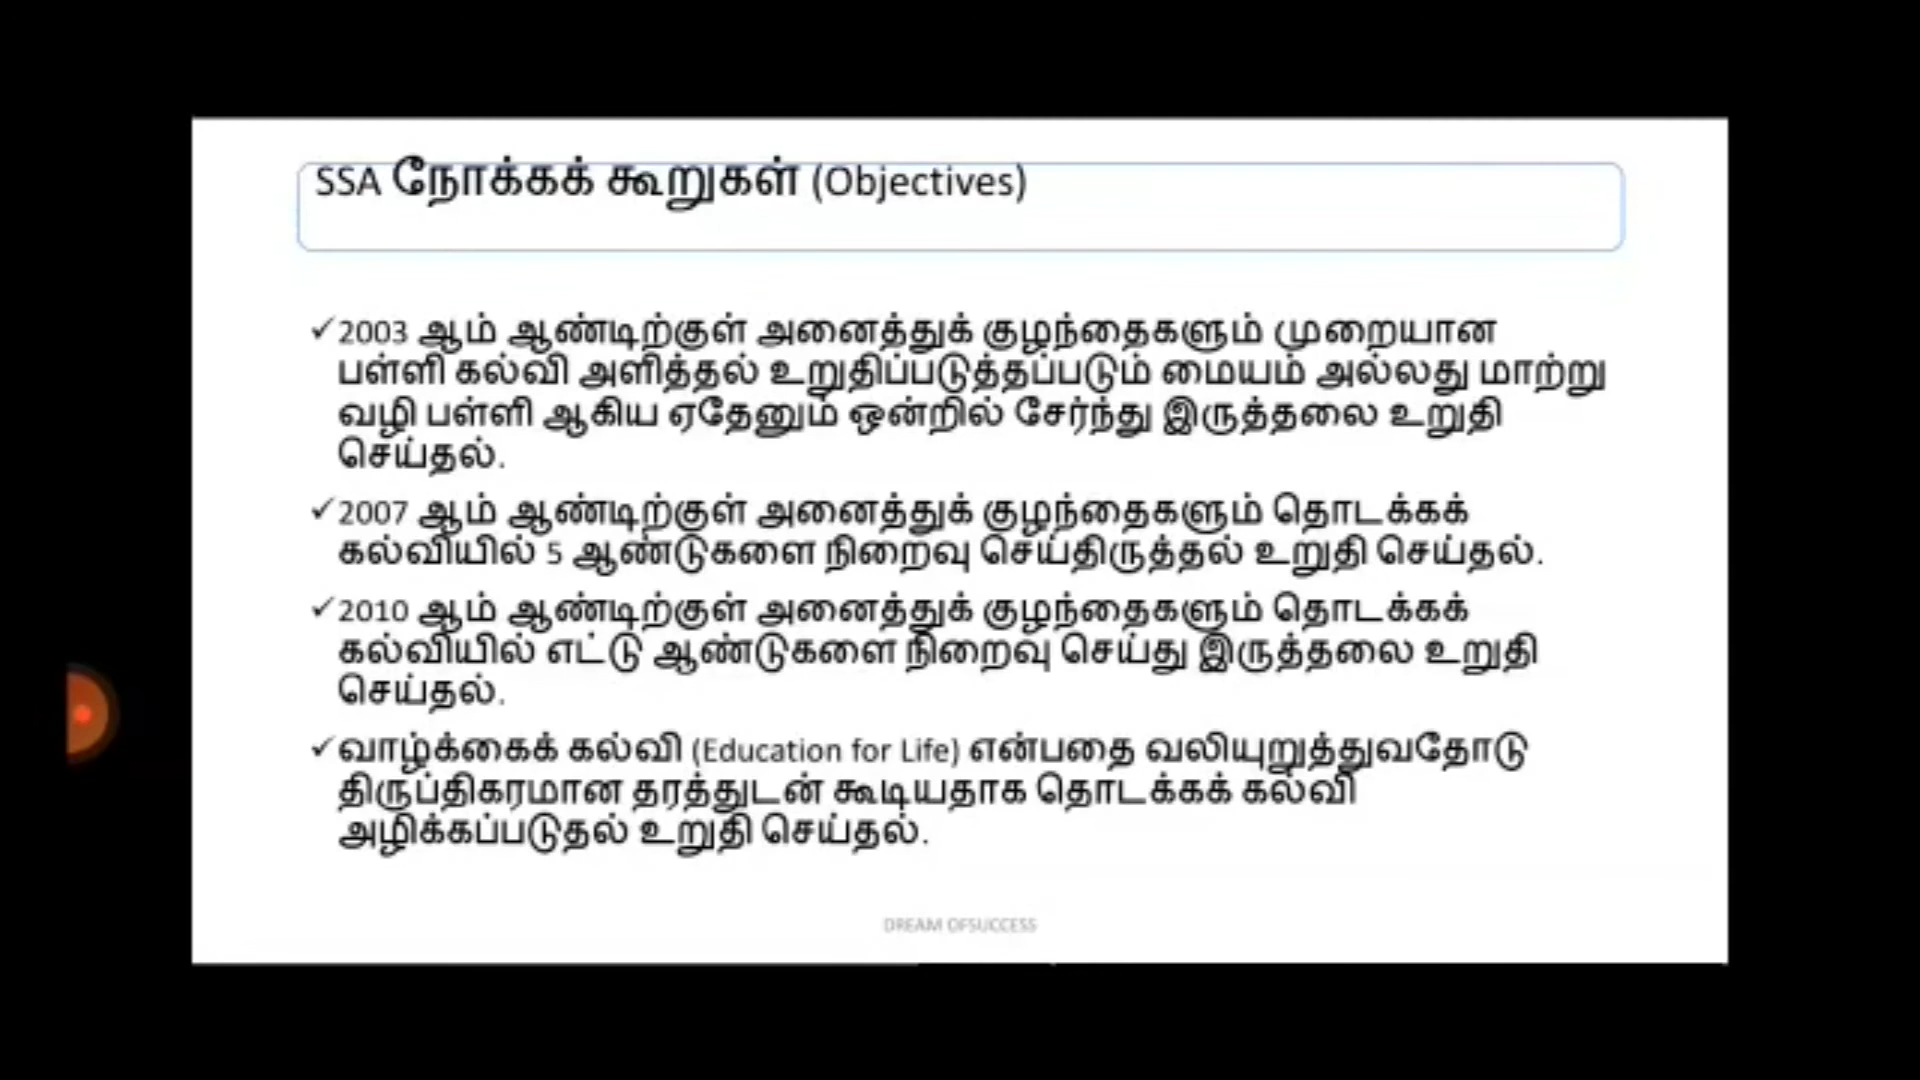 SSA நோக்கக் கூறுகள் (Objectives)
✓2003 ஆம் ஆண்டிற்குள் அனைத்துக் குழந்தைகளும் முறையான
பள்ளி கல்வி அளித்தல் உறுதிப்படுத்தப்படும் மையம் அல்லது மாற்று
வழி பள்ளி ஆகிய ஏதேனும் ஒன்றில் சேர்ந்து இருத்தலை உறுதி
செய்தல்.
✓2007 ஆம் ஆண்டிற்குள் அனைத்துக் குழந்தைகளும் தொடக்கக்
கல்வியில் 5 ஆண்டுகளை நிறைவு செய்திருத்தல் உறுதி செய்தல்.
✓2010 ஆம் ஆண்டிற்குள் அனைத்துக் குழந்தைகளும் தொடக்கக்
கல்வியில் எட்டு ஆண்டுகளை நிறைவு செய்து இருத்தலை உறுதி
செய்தல்.
✓வாழ்க்கைக் கல்வி (Education for Life) என்பதை வலியுறுத்துவதோடு
திருப்திகரமான தரத்துடன் கூடியதாக தொடக்கக் கல்வி
அழிக்கப்படுதல் உறுதி செய்தல்.
DREAM OFSUCCESS